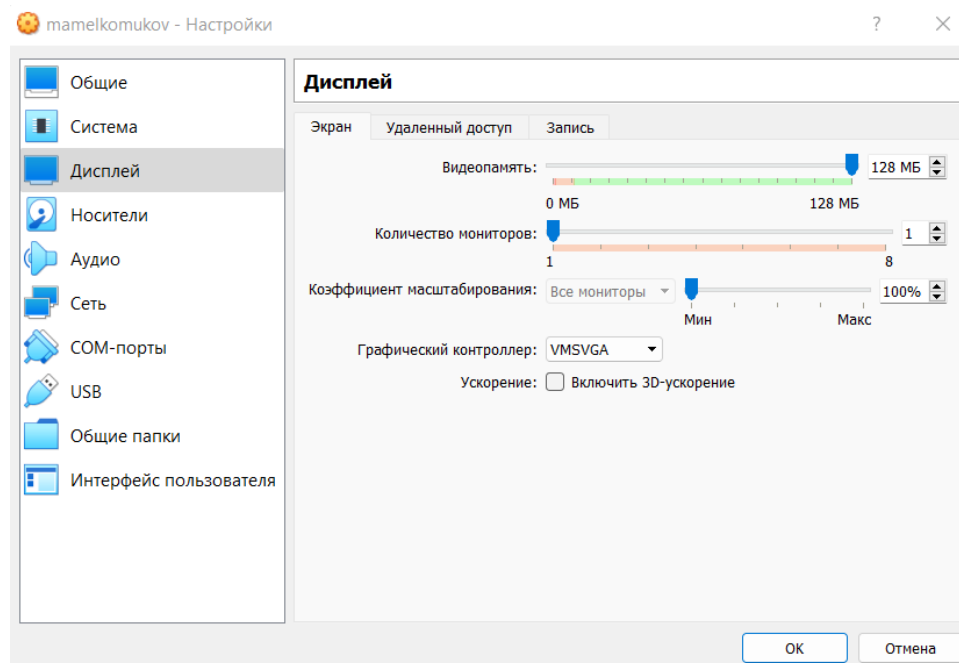 mamelkomukov - Настройки
?
Общие
Система
Дисплей
Носители
Аудио
Сеть
COM-порты
USB
Общие папки
Интерфейс пользователя
Дисплей
Экран
Удаленный доступ
Запись
Видеопамять:
128 МБ
0 МБ
128 МБ
Количество мониторов:
1
1
8
Коэффициент масштабирования:
Все мониторы
100%
Мин
Макс
Графический контроллер:
VMSVGA
Ускорение:
Включить 3D-ускорение
ОК
Отмена